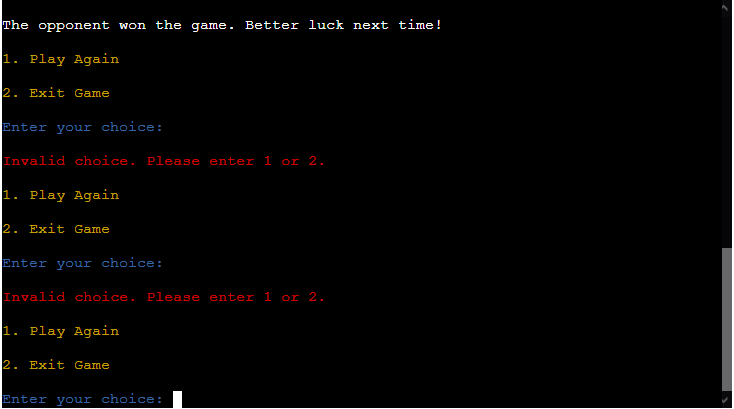 The opponent won the game. Better luck next time!
1. Play Again
2. Exit Game
Enter your choice:
Invalid choice. Please enter 1 or 2.
1. Play Again
2. Exit Game
Enter your choice:
Invalid choice. Please enter 1 or 2.
1. Play Again
2. Exit Game
Enter your choice: